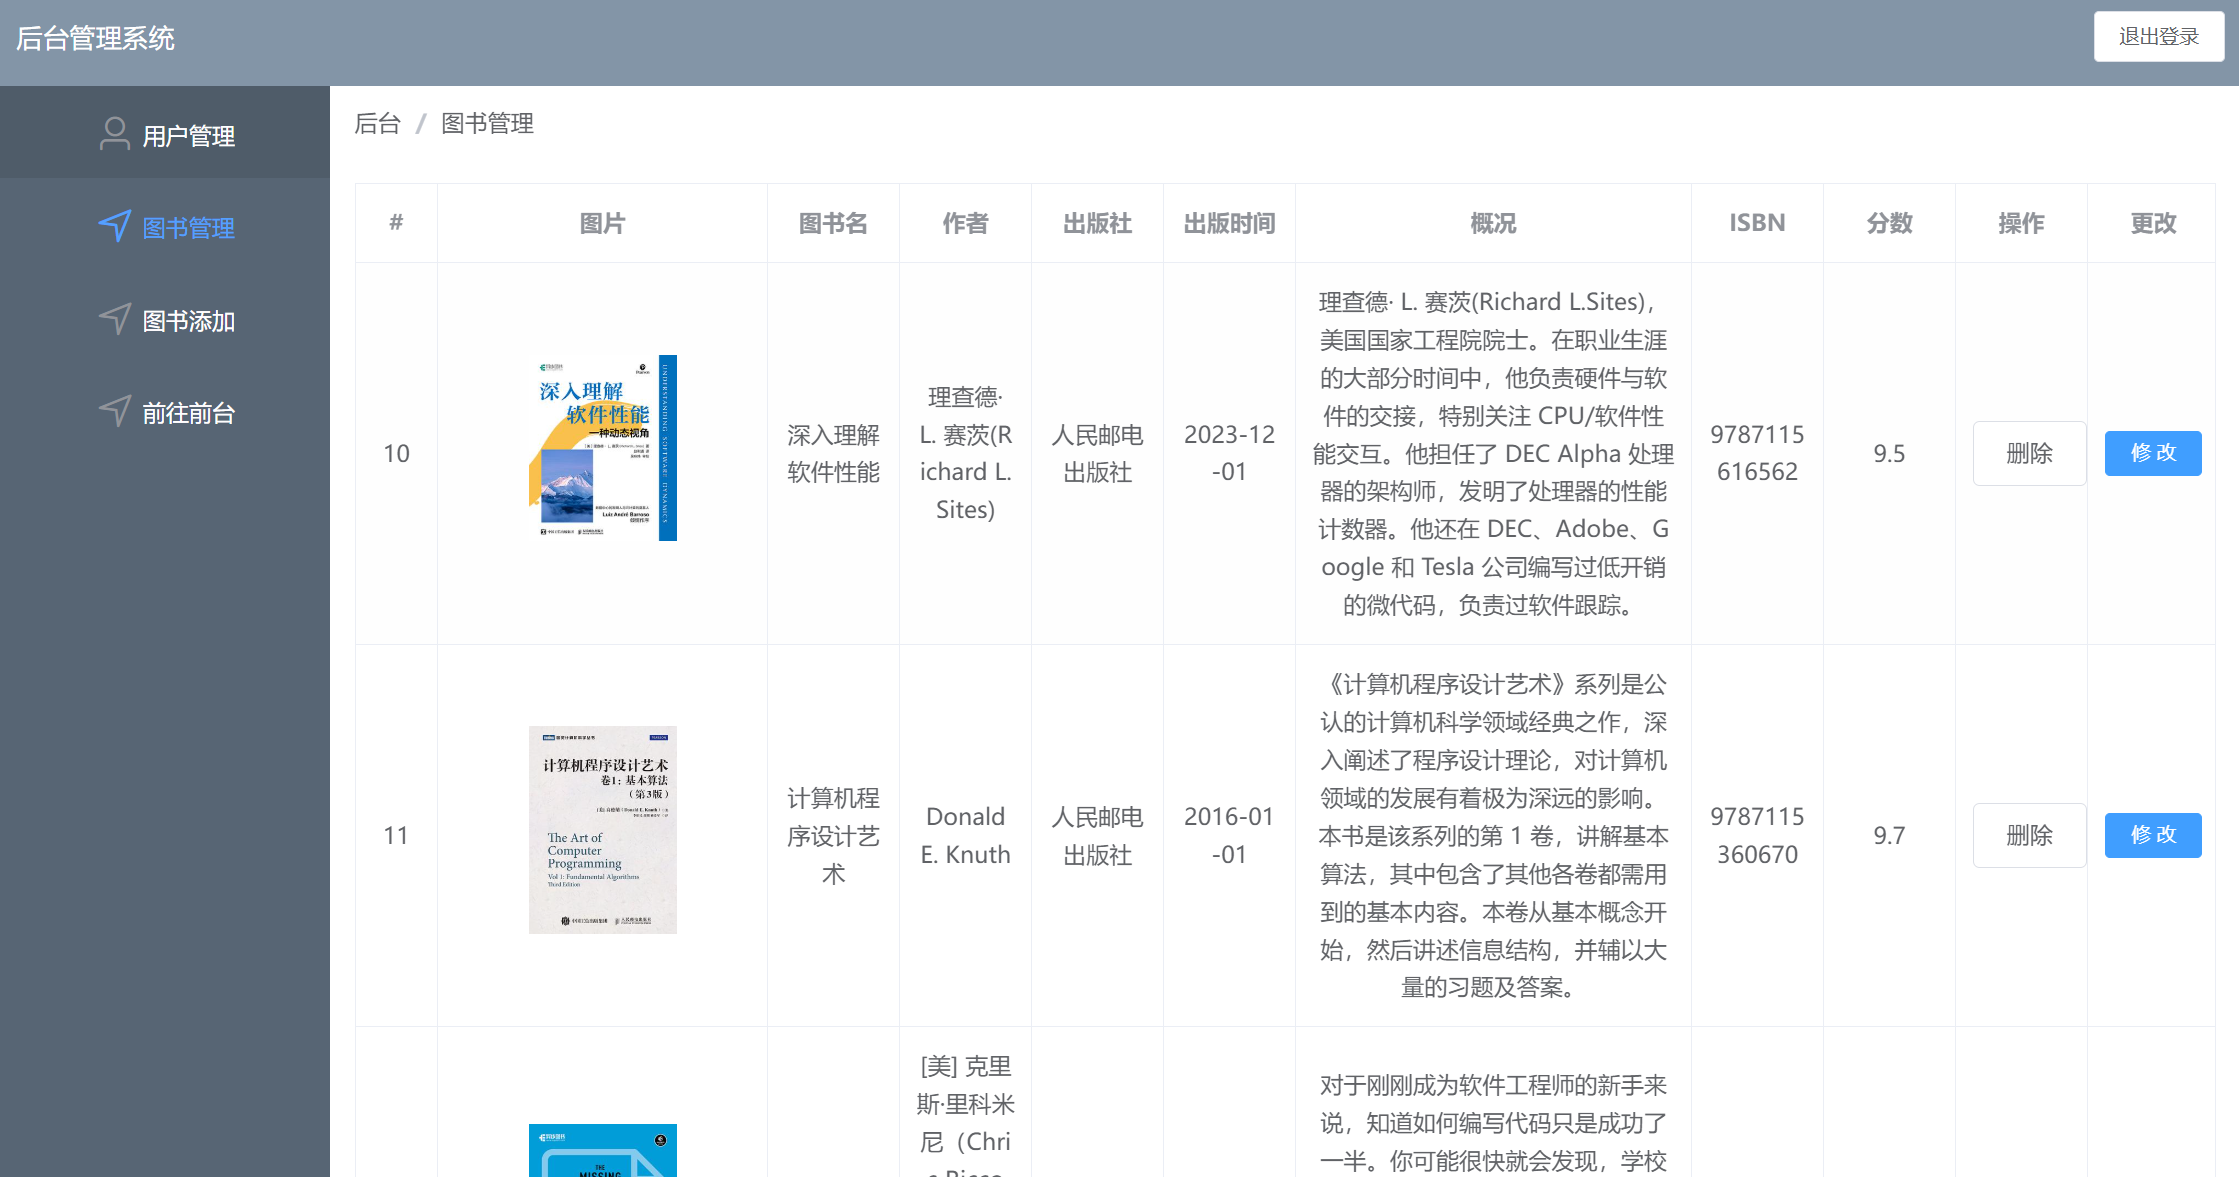 后台管理系统
退出登录
用户管理
图书管理
图书添加
前往前台
后台 / 图书管理
# 图片 图书名 作者 出版社 出版时间 概况 ISBN 分数 操作 更改
10
深入理解
软件性能
一种动态视角
UNDERSTANDING SOFTWARE DYNAMICS
Luiz André Barroso
深入理解
软件性能
理查德·
L. 赛茨(R
ichard L.
Sites)
人民邮电
出版社
2023-12
-01
理查德· L. 赛茨(Richard L.Sites)，
美国国家工程院院士。在职业生涯
的大部分时间中，他负责硬件与软
件的交接，特别关注 CPU/软件性
能交互。他担任了 DEC Alpha 处理
器的架构师，发明了处理器的性能
计数器。他还在 DEC、Adobe、G
oogle 和 Tesla 公司编写过低开销
的微代码，负责过软件跟踪。
9787115
616562
9.5
删除
修 改
11
计算机程序设计艺术
卷1：基本算法
（第3版）
The Art of
Computer
Programming
Vol 1: Fundamental Algorithms
Third Edition
计算机程
序设计艺
术
Donald
E. Knuth
人民邮电
出版社
2016-01
-01
《计算机程序设计艺术》系列是公
认的计算机科学领域经典之作，深
入阐述了程序设计理论，对计算机
领域的发展有着极为深远的影响。
本书是该系列的第 1 卷，讲解基本
算法，其中包含了其他各卷都需用
到的基本内容。本卷从基本概念开
始，然后讲述信息结构，并辅以大
量的习题及答案。
9787115
360670
9.7
删除
修 改
THE
MISSING
[美] 克里
斯·里科米
尼（Chri
对于刚刚成为软件工程师的新手来
说，知道如何编写代码只是成功了
一半。你可能很快就会发现，学校